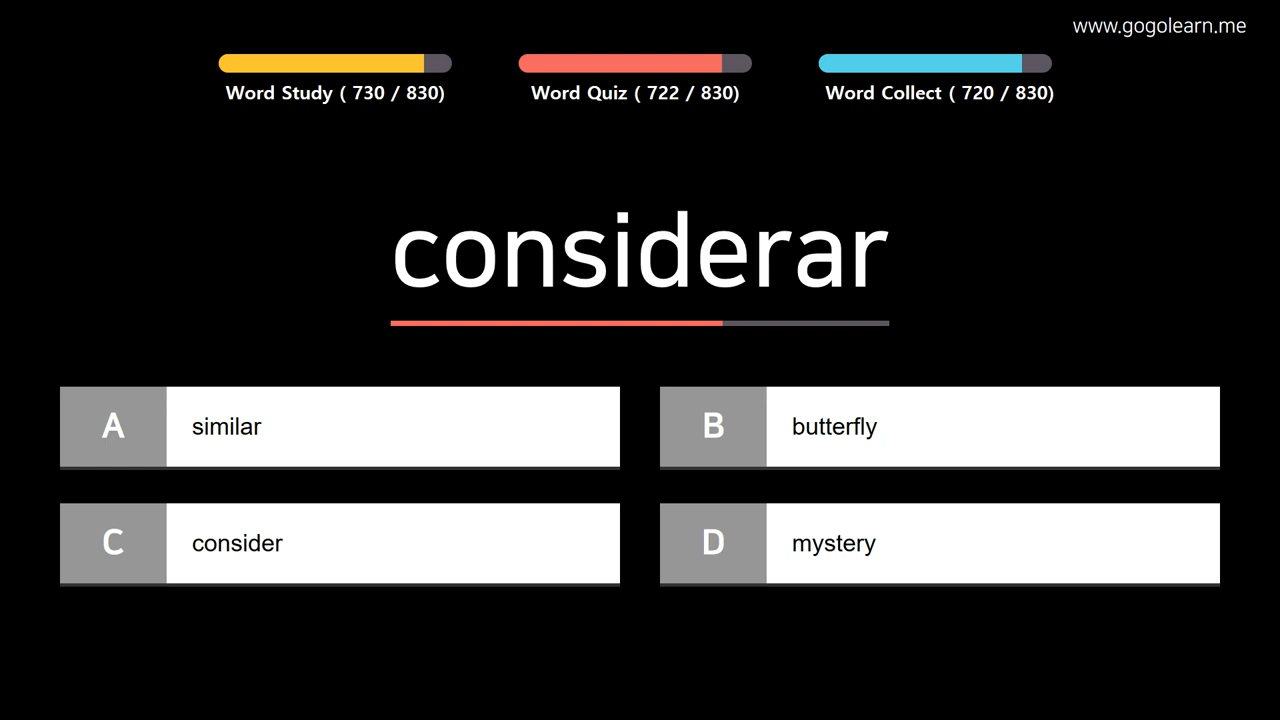 www.gogolearn.me
Word Study ( 730 / 830)
Word Quiz ( 722 / 830)
Word Collect ( 720 / 830)
considerar
A similar
B butterfly
C consider
D mystery